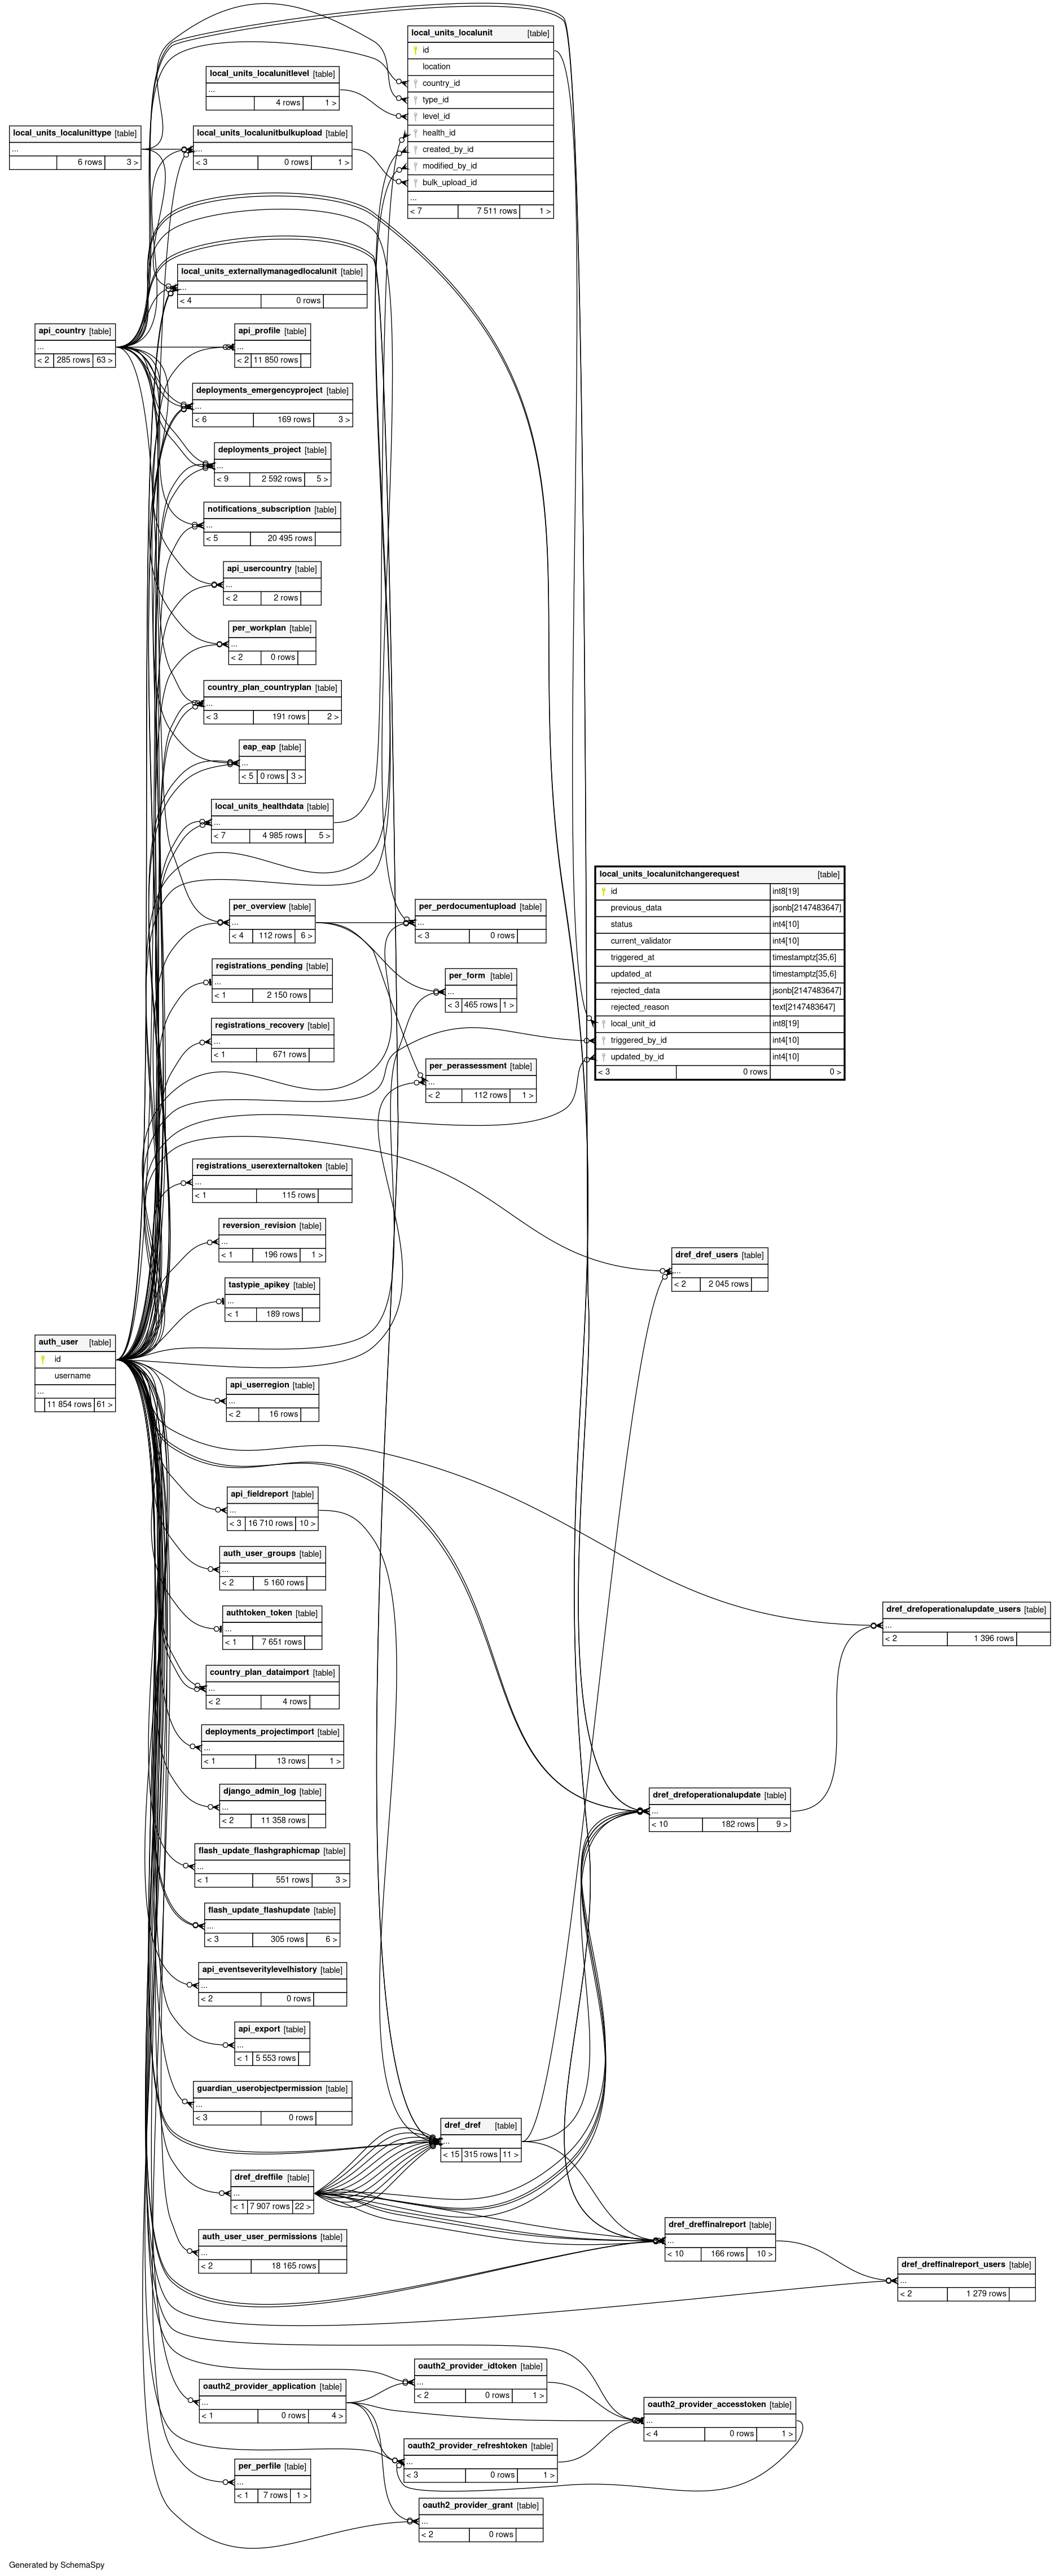 local_units_localunit [table]
id
location
country_id
type_id
level_id
health_id
created_by_id
modified_by_id
bulk_upload_id
...
< 7 7 511 rows 1 >
local_units_localunitlevel [table]
...
4 rows 1 >
local_units_localunittype [table]
...
6 rows 3 >
local_units_localunitbulkupload [table]
...
< 3 0 rows 1 >
local_units_externallymanagedlocalunit [table]
...
< 4 0 rows
api_country [table]
...
< 2 285 rows 63 >
api_profile [table]
...
< 2 11 850 rows
deployments_emergencyproject [table]
...
< 6 169 rows 3 >
deployments_project [table]
...
< 9 2 592 rows 5 >
notifications_subscription [table]
...
< 5 20 495 rows
api_usercountry [table]
...
< 2 2 rows
per_workplan [table]
...
< 2 0 rows
country_plan_countryplan [table]
...
< 3 191 rows 2 >
eap_eap [table]
...
< 5 0 rows 3 >
local_units_healthdata [table]
...
< 7 4 985 rows 5 >
local_units_localunitchangerequest [table]
id int8[19]
previous_data jsonb[2147483647]
status int4[10]
current_validator int4[10]
triggered_at timestamptz[35,6]
updated_at timestamptz[35,6]
rejected_data jsonb[2147483647]
rejected_reason text[2147483647]
local_unit_id int8[19]
triggered_by_id int4[10]
updated_by_id int4[10]
< 3 0 rows 0 >
per_overview [table]
...
< 4 112 rows 6 >
per_perdocumentupload [table]
...
< 3 0 rows
registrations_pending [table]
...
< 1 2 150 rows
per_form [table]
...
< 3 465 rows 1 >
registrations_recovery [table]
...
< 1 671 rows
per_perassessment [table]
...
< 2 112 rows 1 >
registrations_userexternaltoken [table]
...
< 1 115 rows
reversion_revision [table]
...
< 1 196 rows 1 >
dref_dref_users [table]
...
< 2 2 045 rows
tastypie_apikey [table]
...
< 1 189 rows
auth_user [table]
id
username
...
11 854 rows 61 >
api_userregion [table]
...
< 2 16 rows
api_fieldreport [table]
...
< 3 16 710 rows 10 >
auth_user_groups [table]
...
< 2 5 160 rows
authtoken_token [table]
...
< 1 7 651 rows
dref_drefoperationalupdate_users [table]
...
< 2 1 396 rows
country_plan_dataimport [table]
...
< 2 4 rows
deployments_projectimport [table]
...
< 1 13 rows 1 >
django_admin_log [table]
...
< 2 11 358 rows
dref_drefoperationalupdate [table]
...
< 10 182 rows 9 >
flash_update_flashgraphicmap [table]
...
< 1 551 rows 3 >
flash_update_flashupdate [table]
...
< 3 305 rows 6 >
api_eventseveritylevelhistory [table]
...
< 2 0 rows
api_export [table]
...
< 1 5 553 rows
guardian_userobjectpermission [table]
...
< 3 0 rows
dref_dref [table]
...
< 15 315 rows 11 >
dref_dreffile [table]
...
< 1 7 907 rows 22 >
dref_dreffinalreport [table]
...
< 10 166 rows 10 >
auth_user_user_permissions [table]
...
< 2 18 165 rows
dref_dreffinalreport_users [table]
...
< 2 1 279 rows
oauth2_provider_idtoken [table]
...
< 2 0 rows 1 >
oauth2_provider_application [table]
...
< 1 0 rows 4 >
oauth2_provider_accesstoken [table]
...
< 4 0 rows 1 >
oauth2_provider_refreshtoken [table]
...
< 3 0 rows 1 >
per_perfile [table]
...
< 1 7 rows 1 >
oauth2_provider_grant [table]
...
< 2 0 rows
Generated by SchemaSpy